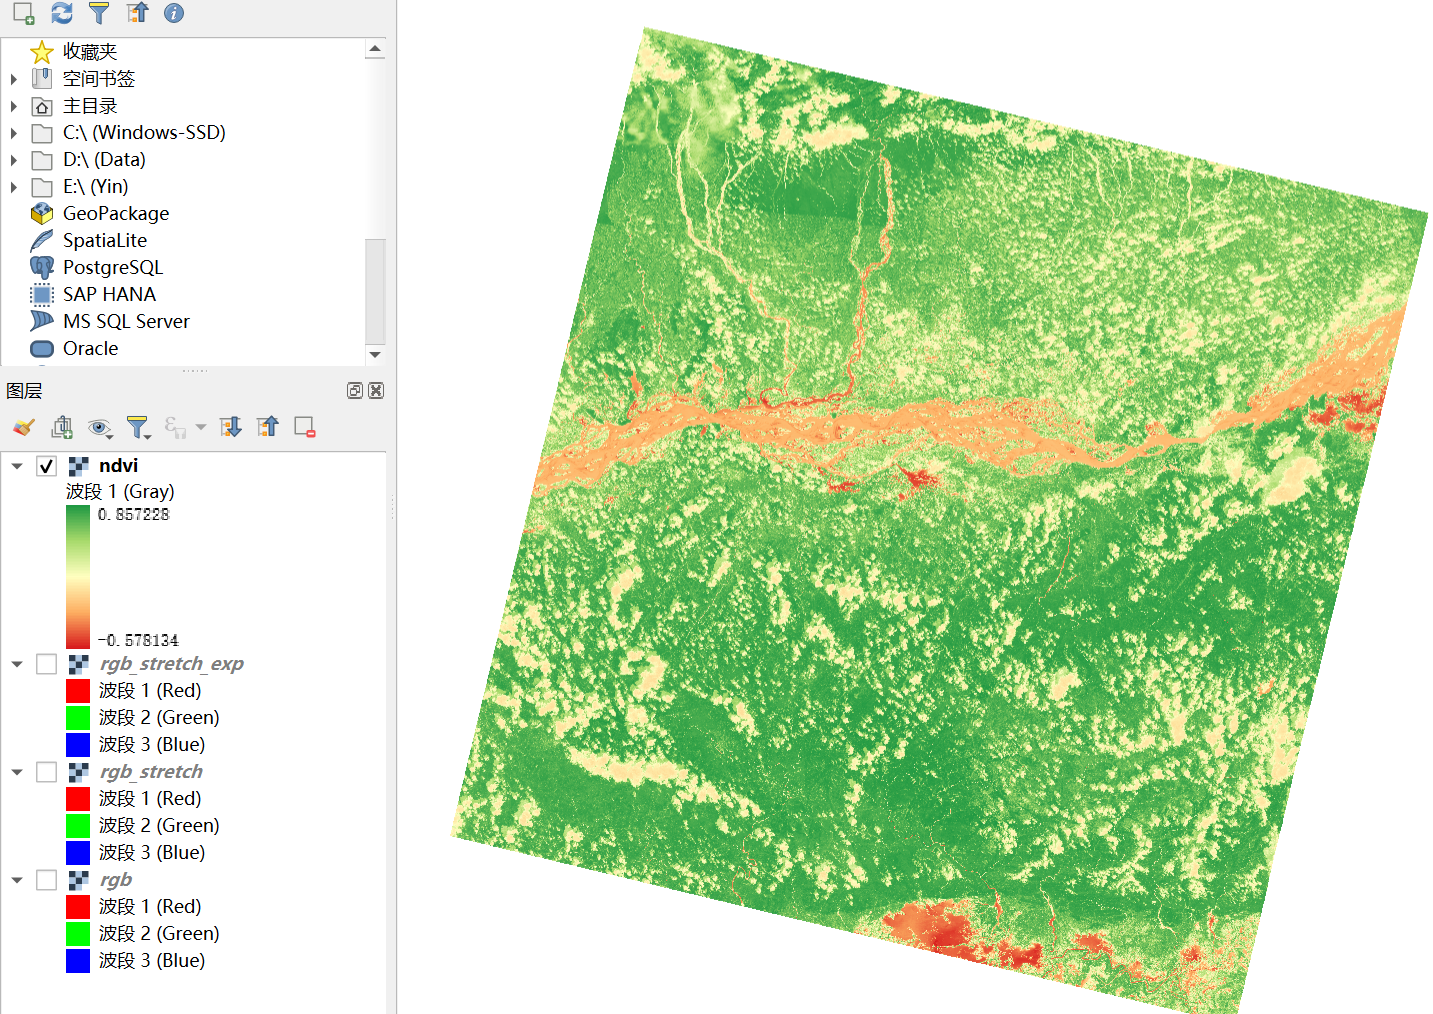 收藏夹
空间书签
主目录
C:\ (Windows-SSD)
D:\ (Data)
E:\ (Yin)
GeoPackage
SpatiaLite
PostgreSQL
SAP HANA
MS SQL Server
Oracle
图层
ndvi
波段 1 (Gray)
0.857228
-0.578134
rgb_stretch_exp
波段 1 (Red)
波段 2 (Green)
波段 3 (Blue)
rgb_stretch
波段 1 (Red)
波段 2 (Green)
波段 3 (Blue)
rgb
波段 1 (Red)
波段 2 (Green)
波段 3 (Blue)